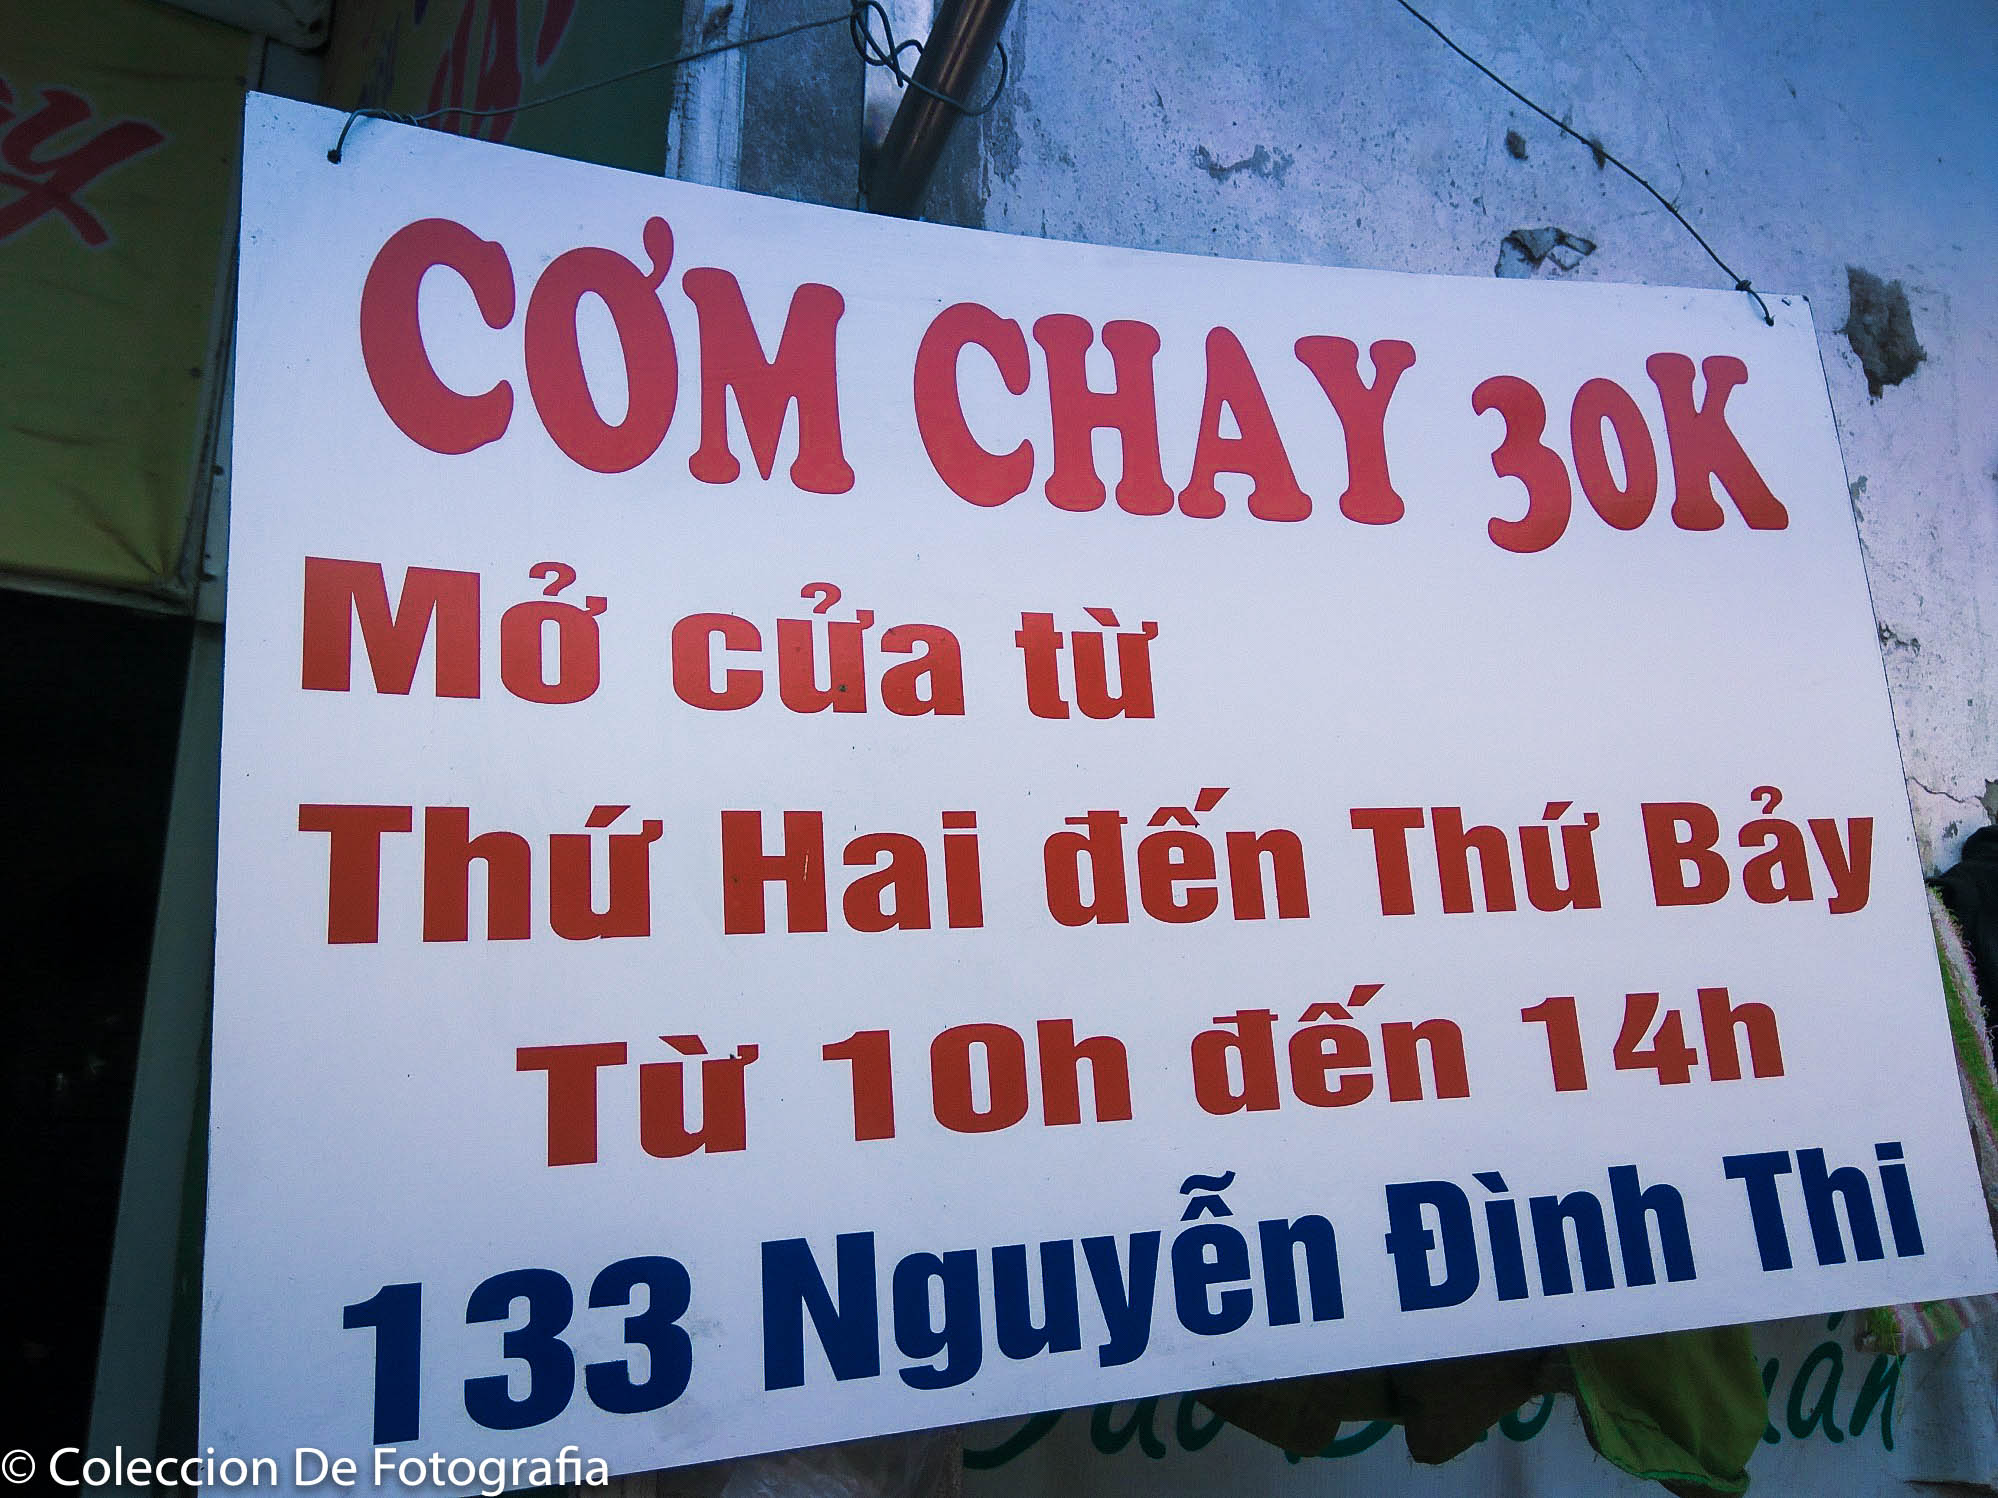 CƠM CHAY 30K
Mở cửa từ
Thứ Hai đến Thứ Bảy
Từ 10h đến 14h
133 Nguyễn Đình Thi
© Coleccion De Fotografia